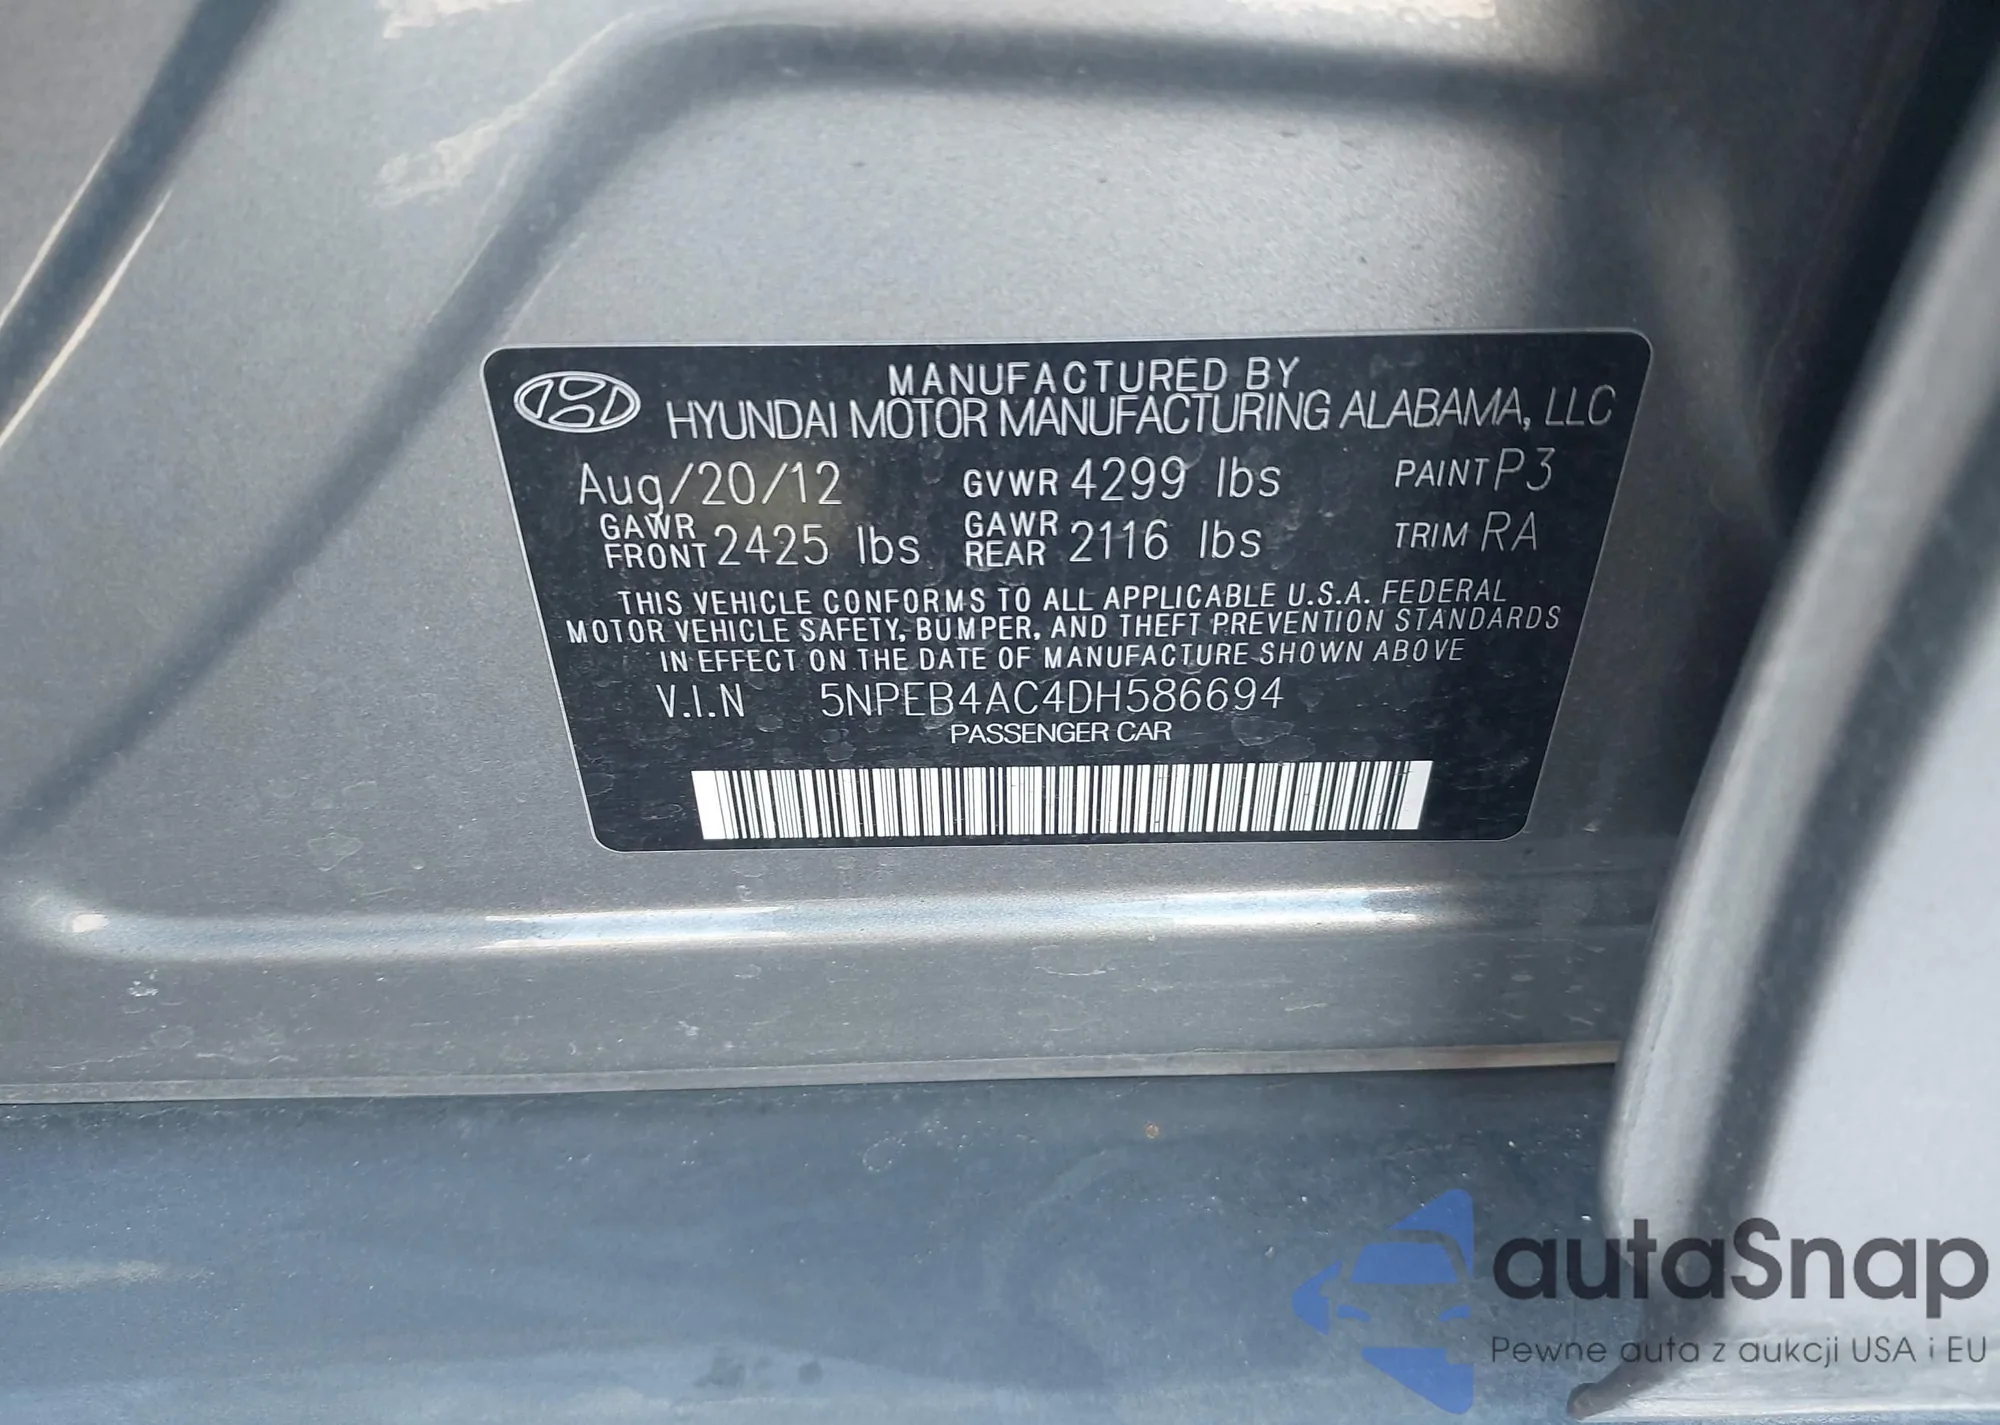 MANUFACTURED BY
HYUNDAI MOTOR MANUFACTURING ALABAMA, LLC
Aug/20/12 GVWR 4299 lbs PAINT P3
GAWR FRONT 2425 lbs GAWR REAR 2116 lbs TRIM RA
THIS VEHICLE CONFORMS TO ALL APPLICABLE U.S.A. FEDERAL
MOTOR VEHICLE SAFETY, BUMPER, AND THEFT PREVENTION STANDARDS
IN EFFECT ON THE DATE OF MANUFACTURE SHOWN ABOVE
V.I.N 5NPEB4AC4DH586694
PASSENGER CAR
autaSnap
Pewne auta z aukcji USA i EU